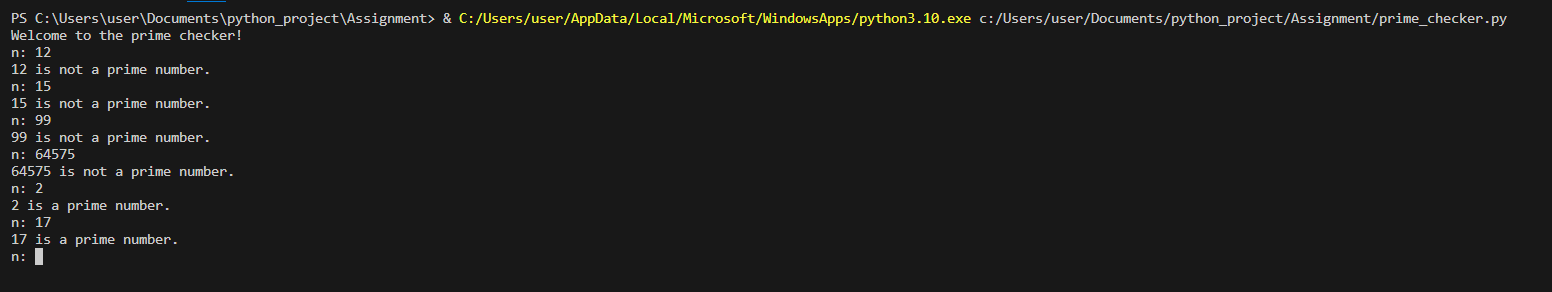 PS C:\Users\user\Documents\python_project\Assignment> & C:/Users/user/AppData/Local/Microsoft/WindowsApps/python3.10.exe c:/Users/user/Documents/python_project/Assignment/prime_checker.py
Welcome to the prime checker!
n: 12
12 is not a prime number.
n: 15
15 is not a prime number.
n: 99
99 is not a prime number.
n: 64575
64575 is not a prime number.
n: 2
2 is a prime number.
n: 17
17 is a prime number.
n: